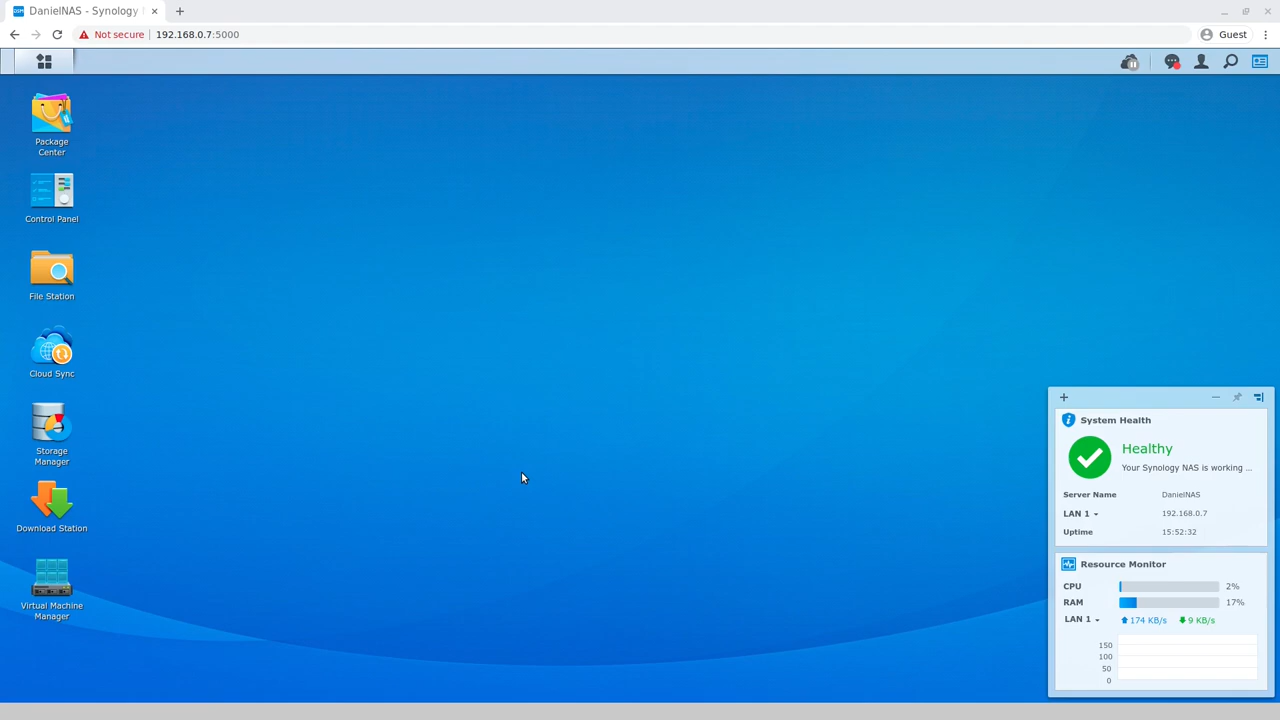 DSM DanielNAS - Synology
Not secure 192.168.0.7:5000
Guest
Package
Center
Control Panel
File Station
Cloud Sync
Storage
Manager
Download Station
Virtual Machine
Manager
System Health
Healthy
Your Synology NAS is working ...
Server Name DanielNAS
LAN 1 192.168.0.7
Uptime 15:52:32
Resource Monitor
CPU 2%
RAM 17%
LAN 1 174 KB/s 9 KB/s
150
100
50
0